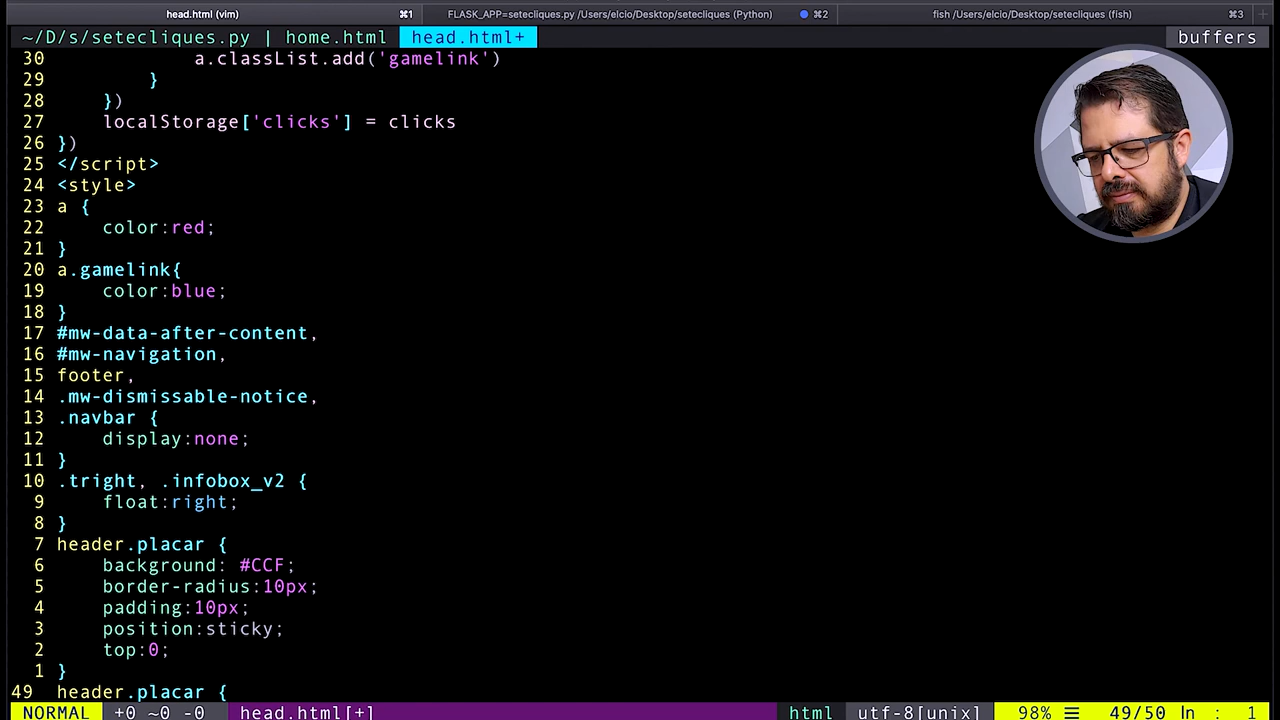 head.html (vim) ⌘1 FLASK_APP=setecliques.py /Users/elcio/Desktop/setecliques (Python) ⌘2 fish /Users/elcio/Desktop/setecliques (fish) ⌘3 +
~/D/s/setecliques.py | home.html head.html+ buffers
30 a.classList.add('gamelink')
29 }
28 })
27 localStorage['clicks'] = clicks
26 })
25 </script>
24 <style>
23 a {
22 color:red;
21 }
20 a.gamelink{
19 color:blue;
18 }
17 #mw-data-after-content,
16 #mw-navigation,
15 footer,
14 .mw-dismissable-notice,
13 .navbar {
12 display:none;
11 }
10 .tright, .infobox_v2 {
9 float:right;
8 }
7 header.placar {
6 background: #CCF;
5 border-radius:10px;
4 padding:10px;
3 position:sticky;
2 top:0;
1 }
49 header.placar {
NORMAL +0 ~0 -0 head.html[+] html utf-8[unix] 98% ☰ 49/50 ln : 1